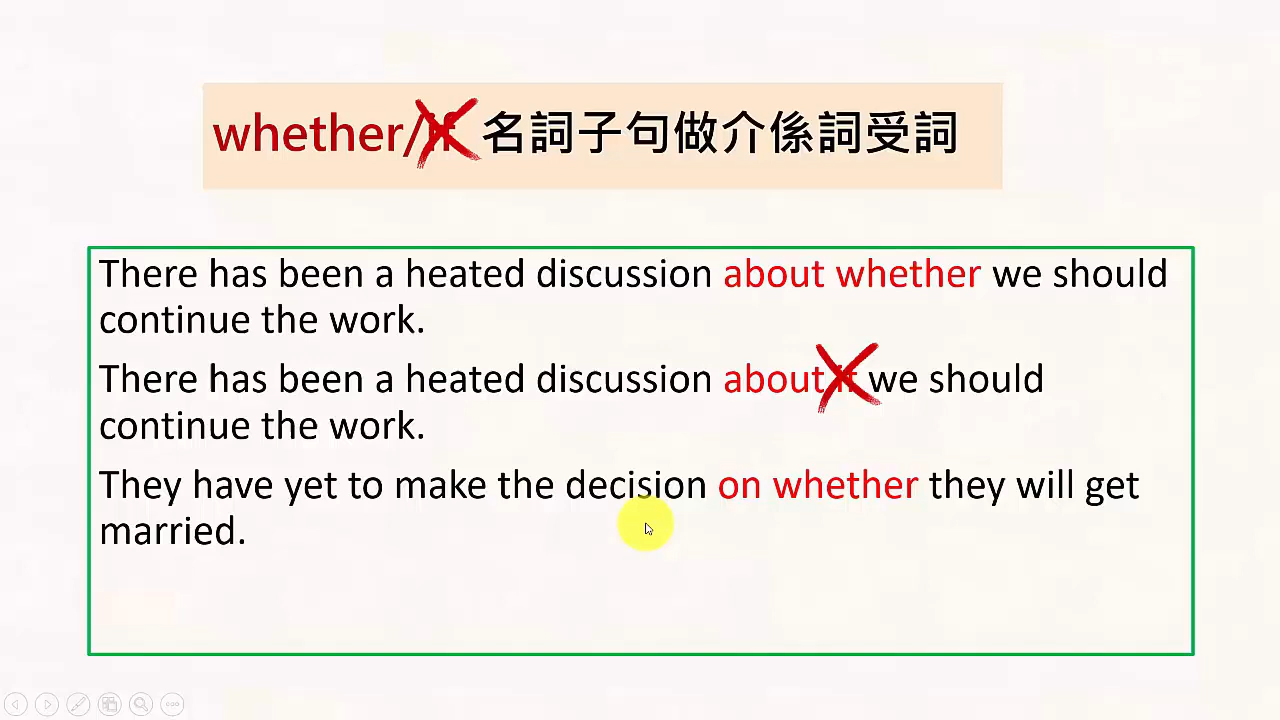 whether/if 名詞子句做介係詞受詞
There has been a heated discussion about whether we should
continue the work.
There has been a heated discussion about if we should
continue the work.
They have yet to make the decision on whether they will get
married.